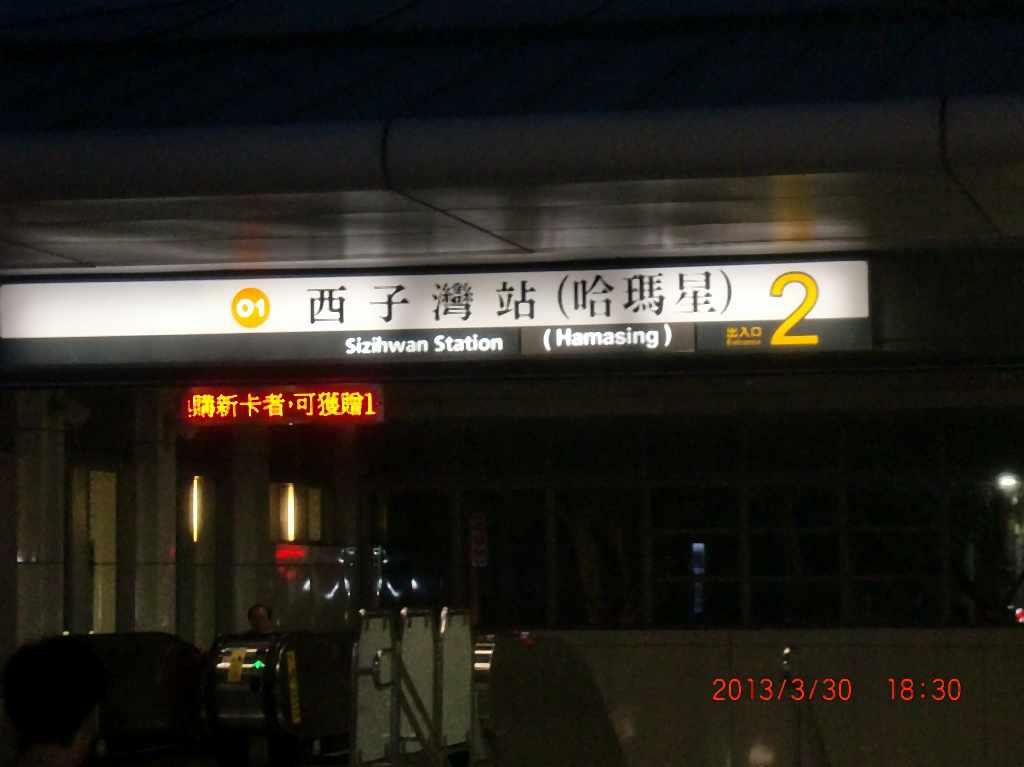 O1 西子灣站(哈瑪星) 2
Sizihwan Station (Hamasing) 出入口
購新卡者,可獲贈1
2013/3/30 18:30